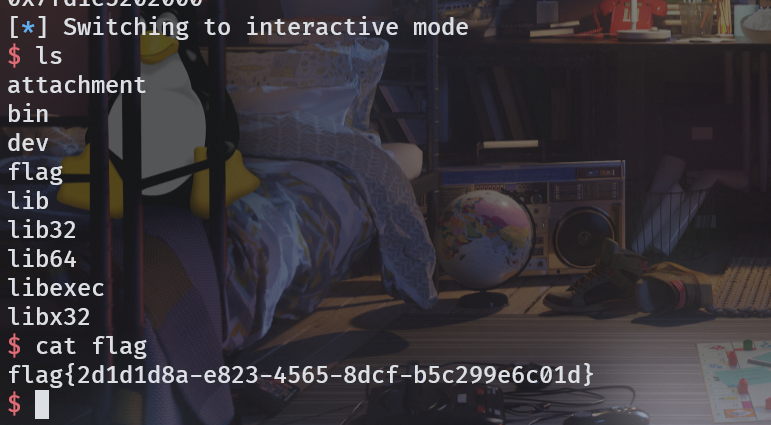 [*] Switching to interactive mode
$ ls
attachment
bin
dev
flag
lib
lib32
lib64
libexec
libx32
$ cat flag
flag{2d1d1d8a-e823-4565-8dcf-b5c299e6c01d}
$